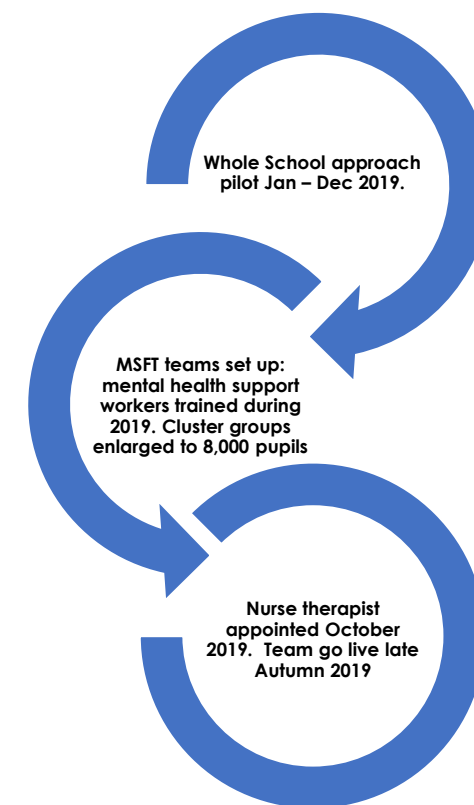 Whole School approach
pilot Jan – Dec 2019.
MSFT teams set up:
mental health support
workers trained during
2019. Cluster groups
enlarged to 8,000 pupils
Nurse therapist
appointed October
2019.  Team go live late
Autumn 2019